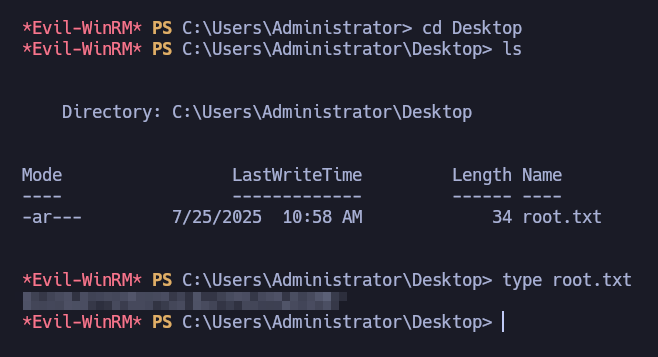 *Evil-WinRM* PS C:\Users\Administrator> cd Desktop
*Evil-WinRM* PS C:\Users\Administrator\Desktop> ls
Directory: C:\Users\Administrator\Desktop
Mode LastWriteTime Length Name
---- ------------- ------ ----
-ar--- 7/25/2025 10:58 AM 34 root.txt
*Evil-WinRM* PS C:\Users\Administrator\Desktop> type root.txt
*Evil-WinRM* PS C:\Users\Administrator\Desktop>